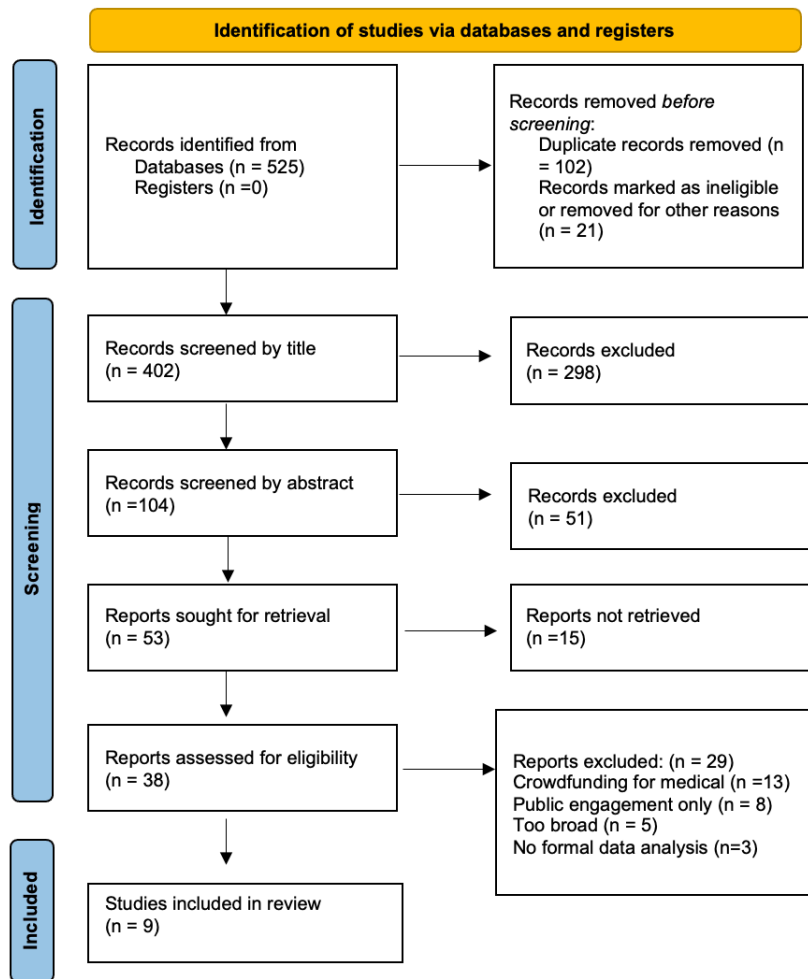 Identification of studies via databases and registers
Identification
Records identified from
Databases (n = 525)
Registers (n =0)
Records removed before
screening:
Duplicate records removed (n
= 102)
Records marked as ineligible
or removed for other reasons
(n = 21)
Screening
Records screened by title
(n = 402)
Records excluded
(n = 298)
Records screened by abstract
(n =104)
Records excluded
(n = 51)
Reports sought for retrieval
(n = 53)
Reports not retrieved
(n =15)
Reports assessed for eligibility
(n = 38)
Reports excluded: (n = 29)
Crowdfunding for medical (n =13)
Public engagement only (n = 8)
Too broad (n = 5)
No formal data analysis (n=3)
Included
Studies included in review
(n = 9)